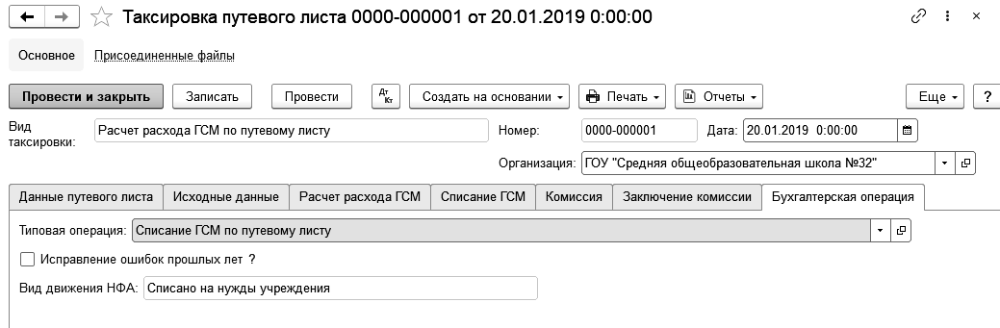 Таксировка путевого листа 0000-000001 от 20.01.2019 0:00:00
Основное Присоединенные файлы
Провести и закрыть Записать Провести Дт Кт Создать на основании Печать Отчеты Еще ?
Вид таксировки: Расчет расхода ГСМ по путевому листу Номер: 0000-000001 Дата: 20.01.2019 0:00:00
Организация: ГОУ "Средняя общеобразовательная школа №32"
Данные путевого листа Исходные данные Расчет расхода ГСМ Списание ГСМ Комиссия Заключение комиссии Бухгалтерская операция
Типовая операция: Списание ГСМ по путевому листу
Исправление ошибок прошлых лет ?
Вид движения НФА: Списано на нужды учреждения